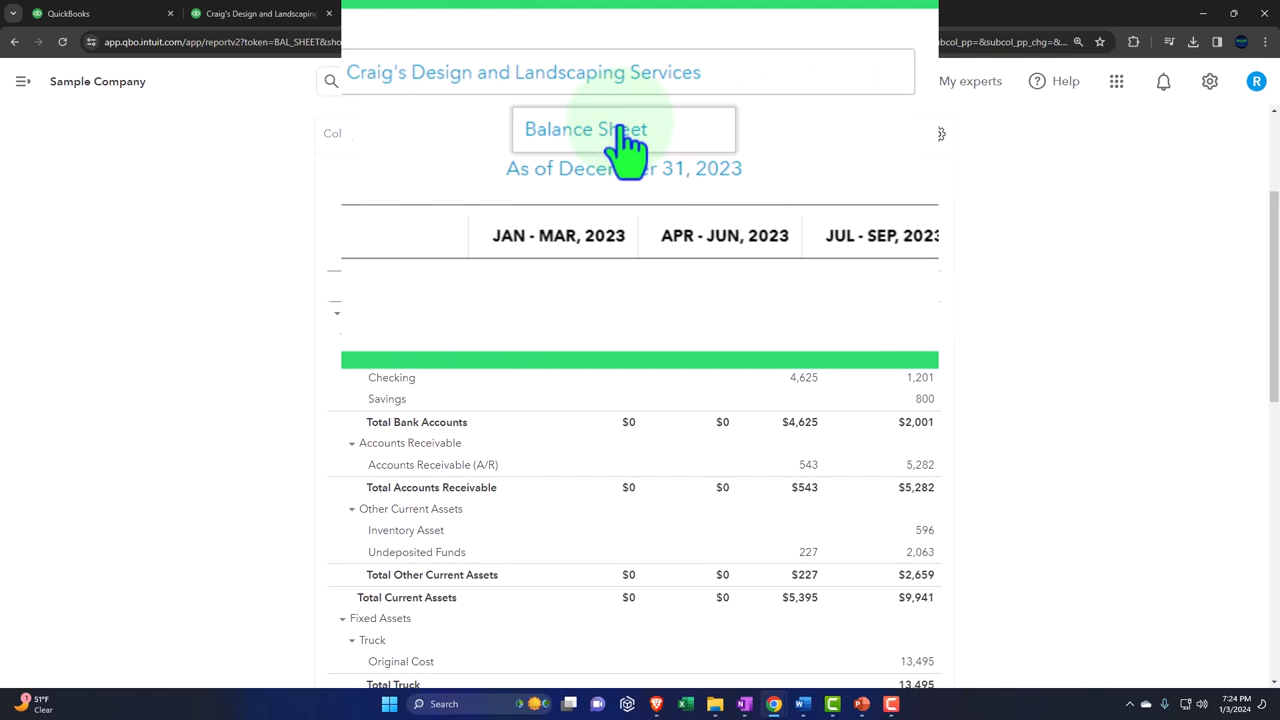 QuickBooks
Craig's Design and Landscaping
app.qbo.intuit.com/app/reportv2?token=BAL_SHEET&s
Sample Company
My experts
Help
R
Col
Craig's Design and Landscaping Services
Balance Sheet
As of December 31, 2023
JAN - MAR, 2023 APR - JUN, 2023 JUL - SEP, 2023
Checking 4,625 1,201
Savings 800
Total Bank Accounts $0 $0 $4,625 $2,001
Accounts Receivable
Accounts Receivable (A/R) 543 5,282
Total Accounts Receivable $0 $0 $543 $5,282
Other Current Assets
Inventory Asset 596
Undeposited Funds 227 2,063
Total Other Current Assets $0 $0 $227 $2,659
Total Current Assets $0 $0 $5,395 $9,941
Fixed Assets
Truck
Original Cost 13,495
Total Truck 13,495
1
51°F
Clear
Search
7:24 PM
1/3/2024